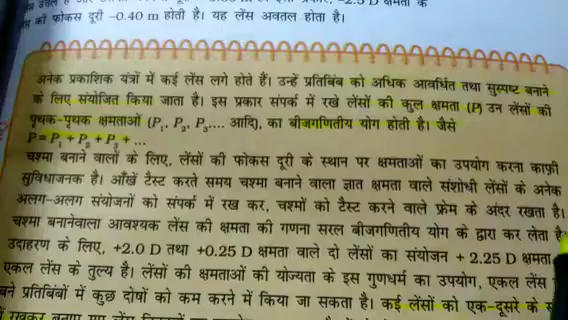 की फोकस दूरी –0.40 m होती है। यह लेंस अवतल होता है।
अनेक प्रकाशिक यंत्रों में कई लेंस लगे होते हैं। उन्हें प्रतिबिंब को अधिक आवर्धित तथा सुस्पष्ट बनाने
के लिए संयोजित किया जाता है। इस प्रकार संपर्क में रखे लेंसों की कुल क्षमता (P) उन लेंसों की
पृथक-पृथक क्षमताओं (P₁, P₂, P₃.... आदि), का बीजगणितीय योग होती है। जैसे
P = P₁ + P₂ + P₃ + ...
चश्मा बनाने वालों के लिए, लेंसों की फोकस दूरी के स्थान पर क्षमताओं का उपयोग करना काफ़ी
सुविधाजनक है। आँखें टैस्ट करते समय चश्मा बनाने वाला ज्ञात क्षमता वाले संशोधी लेंसों के अनेक
अलग-अलग संयोजनों को संपर्क में रख कर, चश्मों को टैस्ट करने वाले फ्रेम के अंदर रखता है।
चश्मा बनानेवाला आवश्यक लेंस की क्षमता की गणना सरल बीजगणितीय योग के द्वारा कर लेता है।
उदाहरण के लिए, +2.0 D तथा +0.25 D क्षमता वाले दो लेंसों का संयोजन + 2.25 D क्षमता
एकल लेंस के तुल्य है। लेंसों की क्षमताओं की योज्यता के इस गुणधर्म का उपयोग, एकल लेंस
बने प्रतिबिंबों में कुछ दोषों को कम करने में किया जा सकता है। कई लेंसों को एक-दूसरे के